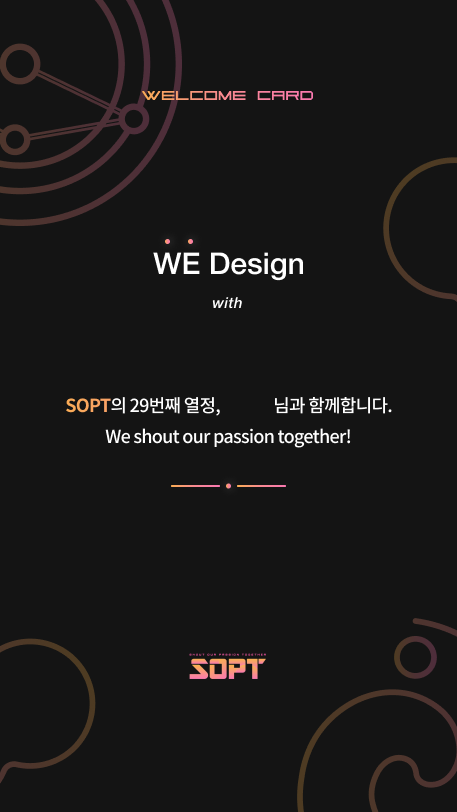 WELCOME CARD
WE Design
with
SOPT의 29번째 열정, 님과 함께합니다.
We shout our passion together!
SHOUT OUR PASSION TOGETHER
SOPT